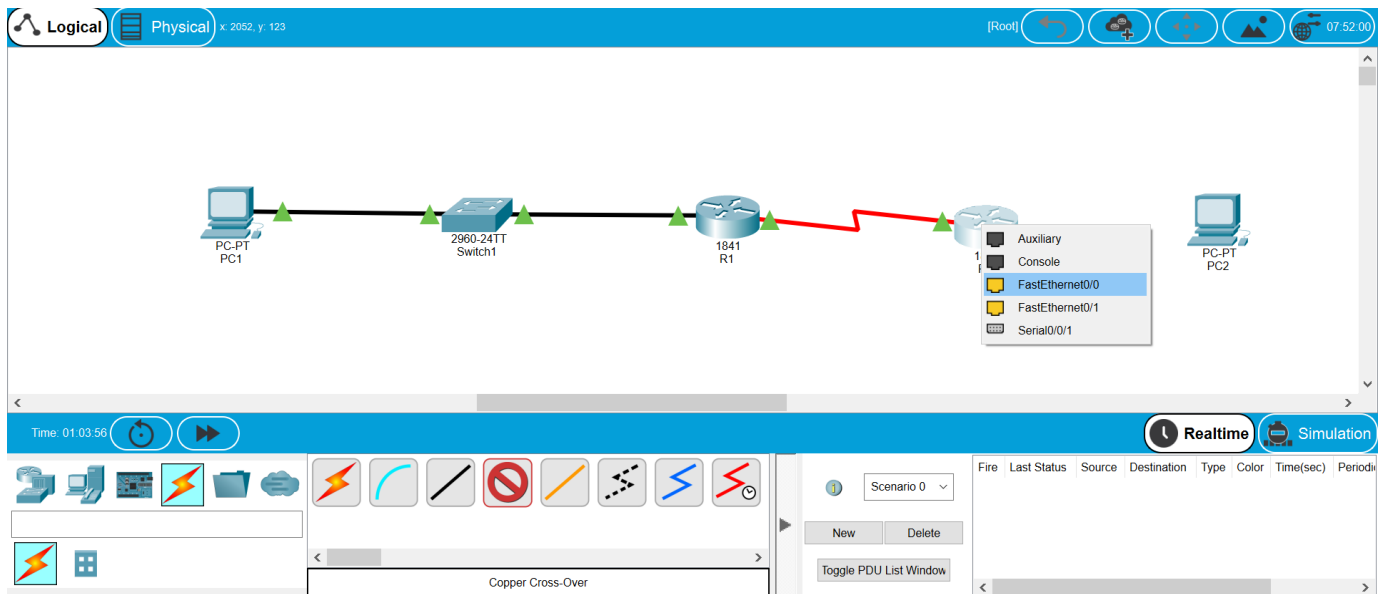 Logical
Physical
x: 2052, y: 123
[Root]
07:52:00
PC-PT
PC1
2960-24TT
Switch1
1841
R1
Auxiliary
Console
FastEthernet0/0
FastEthernet0/1
Serial0/0/1
PC-PT
PC2
Time: 01:03:56
Realtime
Simulation
Fire Last Status Source Destination Type Color Time(sec) Periodi
Scenario 0
New Delete
Toggle PDU List Window
Copper Cross-Over